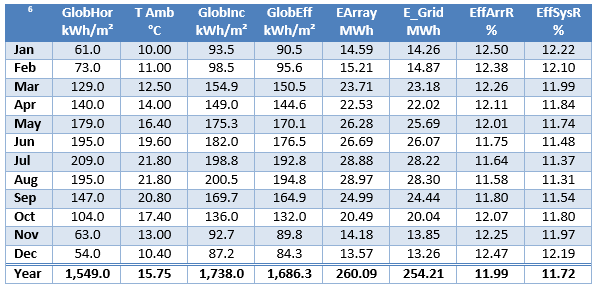 6 GlobHor T Amb GlobInc GlobEff EArray E_Grid EffArrR EffSysR
kWh/m² °C kWh/m² kWh/m² MWh MWh % %
Jan 61.0 10.00 93.5 90.5 14.59 14.26 12.50 12.22
Feb 73.0 11.00 98.5 95.6 15.21 14.87 12.38 12.10
Mar 129.0 12.50 154.9 150.5 23.71 23.18 12.26 11.99
Apr 140.0 14.00 149.0 144.6 22.53 22.02 12.11 11.84
May 179.0 16.40 175.3 170.1 26.28 25.69 12.01 11.74
Jun 195.0 19.60 182.0 176.5 26.69 26.07 11.75 11.48
Jul 209.0 21.80 198.8 192.8 28.88 28.22 11.64 11.37
Aug 195.0 21.80 200.5 194.8 28.97 28.30 11.58 11.31
Sep 147.0 20.80 169.7 164.9 24.99 24.44 11.80 11.54
Oct 104.0 17.40 136.0 132.0 20.49 20.04 12.07 11.80
Nov 63.0 13.00 92.7 89.8 14.18 13.85 12.25 11.97
Dec 54.0 10.40 87.2 84.3 13.57 13.26 12.47 12.19
Year 1,549.0 15.75 1,738.0 1,686.3 260.09 254.21 11.99 11.72